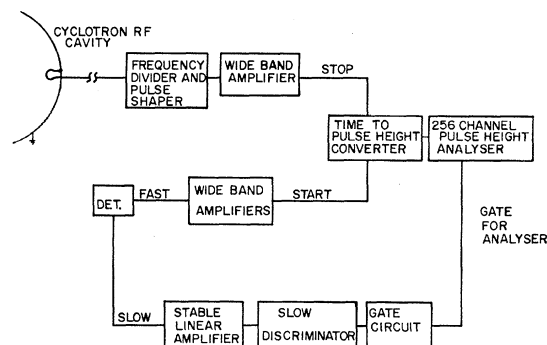 CYCLOTRON RF
CAVITY
FREQUENCY
DIVIDER AND
PULSE
SHAPER
WIDE BAND
AMPLIFIER
STOP
TIME TO
PULSE HEIGHT
CONVERTER
256 CHANNEL
PULSE HEIGHT
ANALYSER
DET.
FAST
WIDE BAND
AMPLIFIERS
START
GATE
FOR
ANALYSER
SLOW
STABLE
LINEAR
AMPLIFIER
SLOW
DISCRIMINATOR
GATE
CIRCUIT